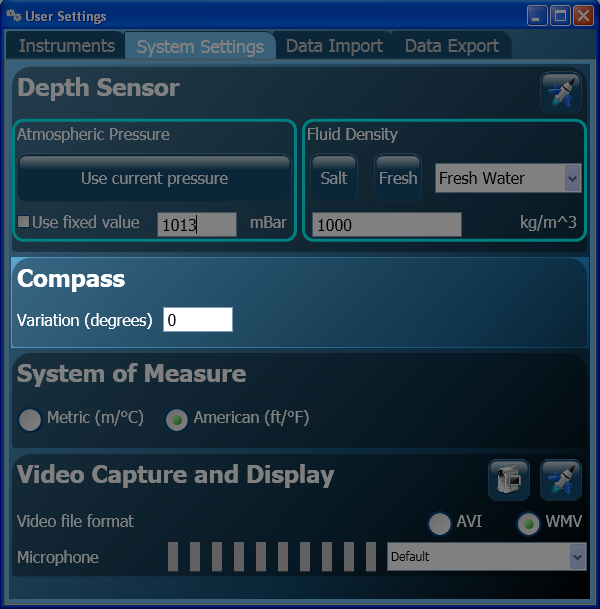 User Settings
Instruments System Settings Data Import Data Export
Depth Sensor
Atmospheric Pressure
Use current pressure
Use fixed value 1013 mBar
Fluid Density
Salt Fresh Fresh Water
1000 kg/m^3
Compass
Variation (degrees) 0
System of Measure
Metric (m/°C) American (ft/°F)
Video Capture and Display
Video file format AVI WMV
Microphone Default